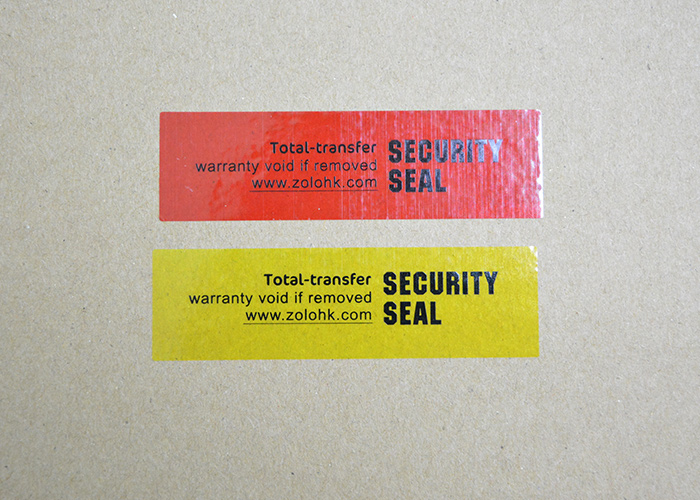 Total-transfer
warranty void if removed
www.zolohk.com
SECURITY
SEAL
Total-transfer
warranty void if removed
www.zolohk.com
SECURITY
SEAL